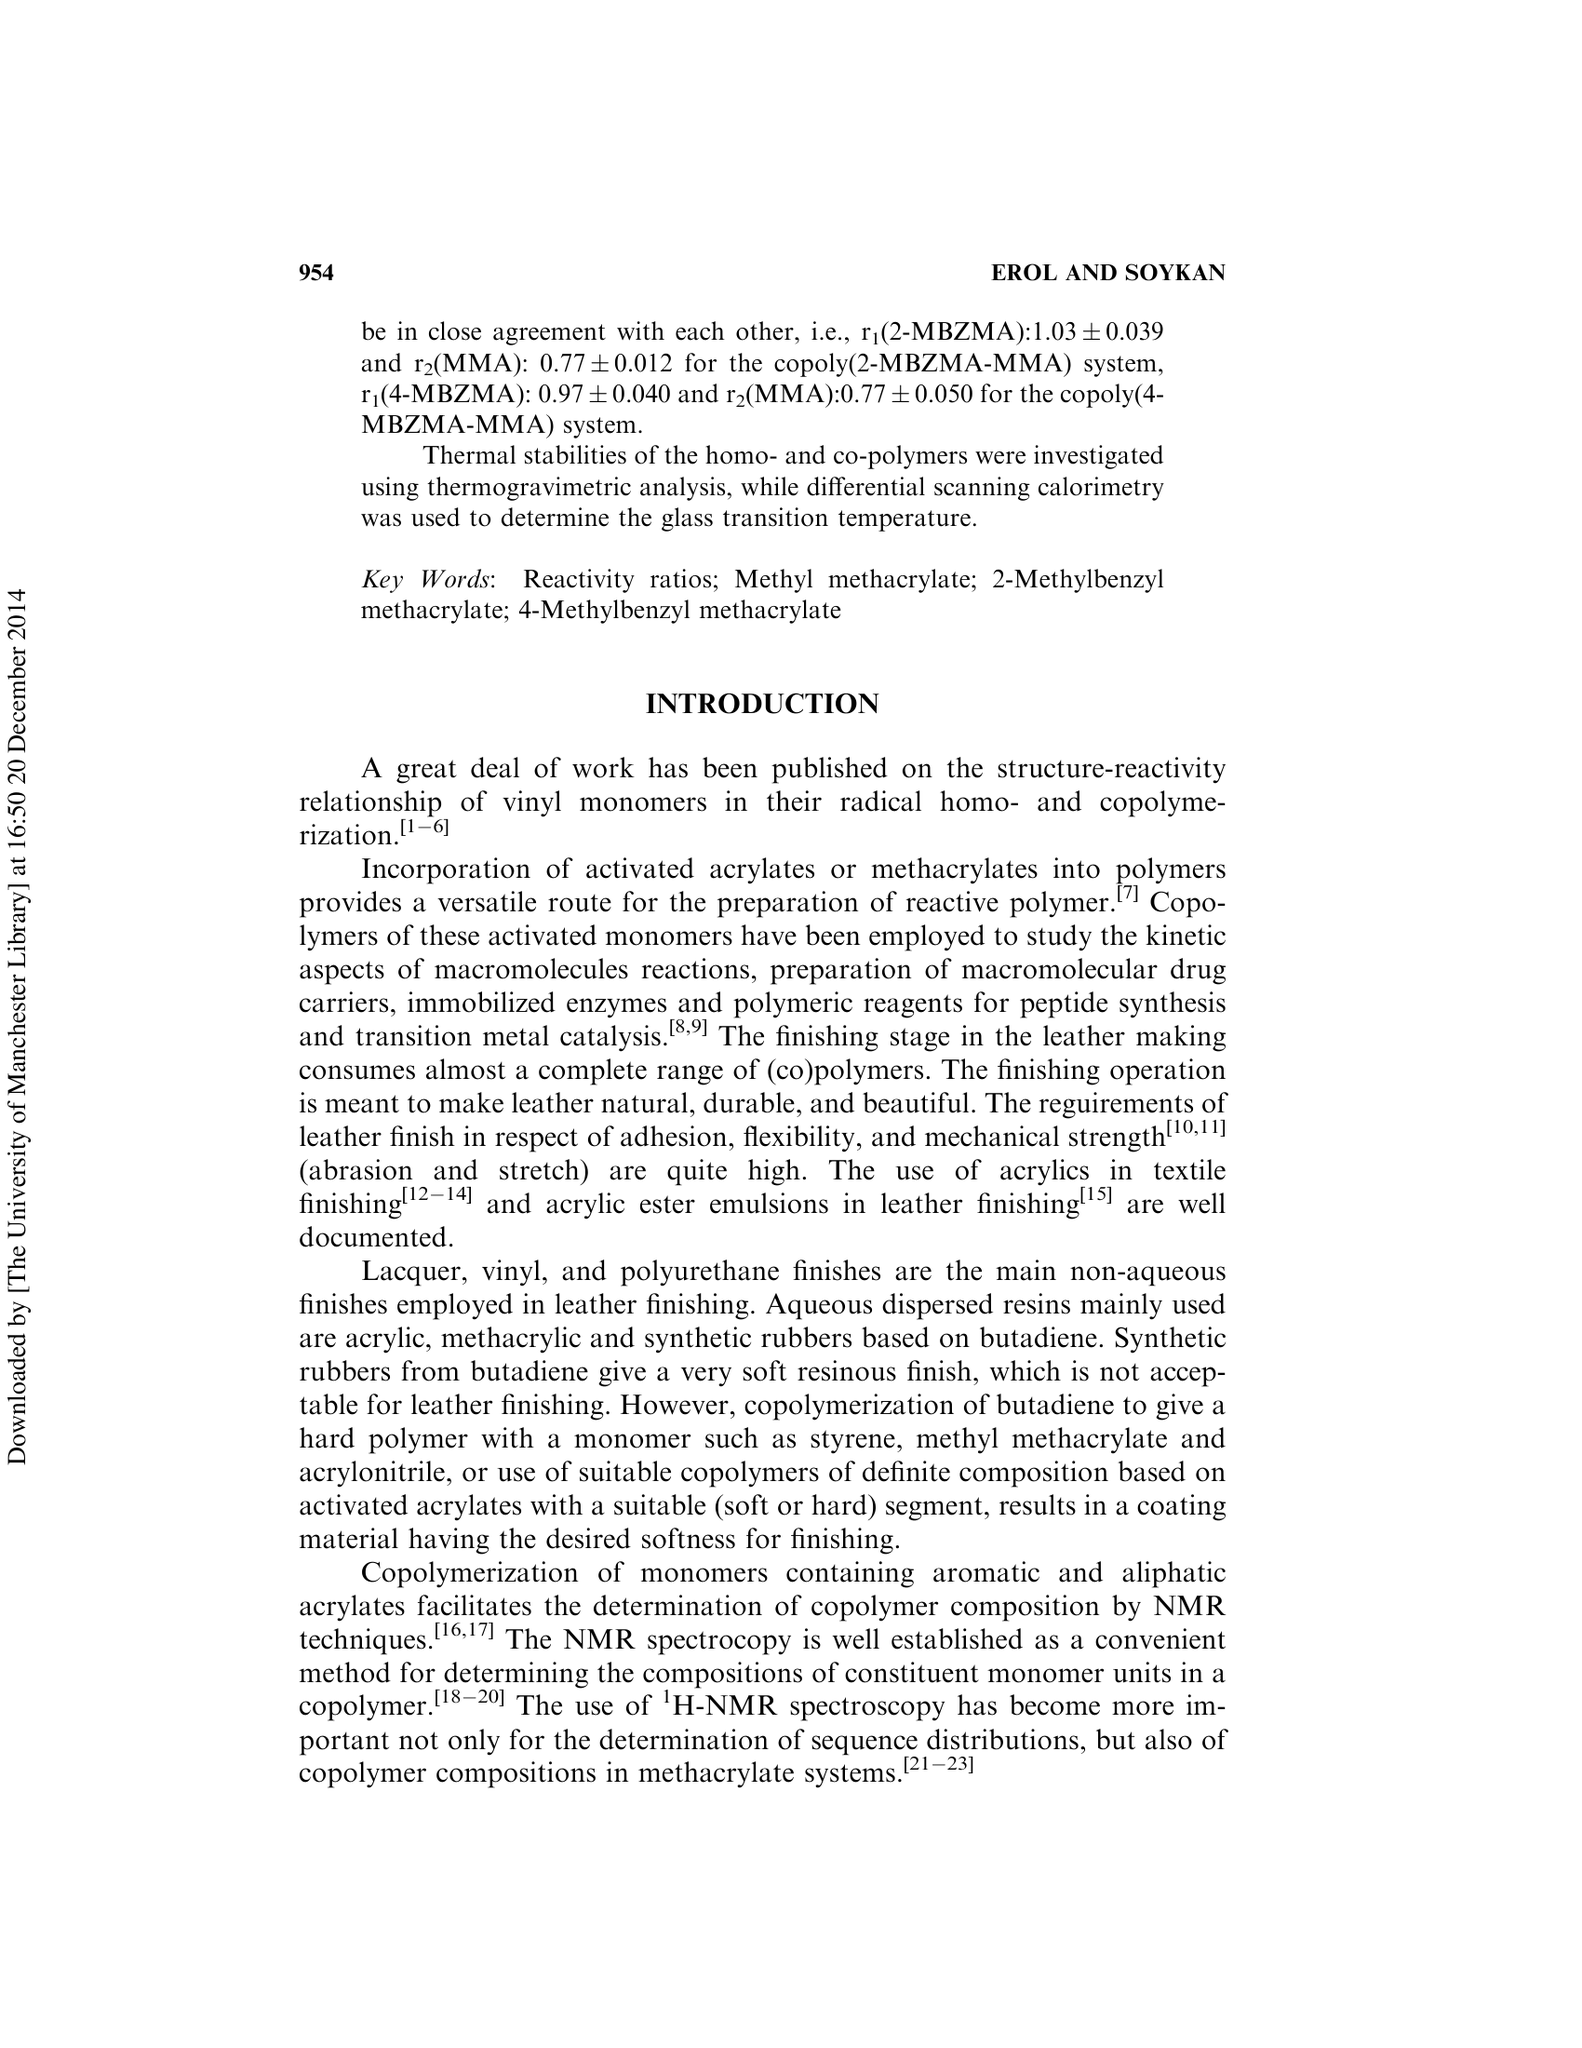 954 EROL AND SOYKAN
be in close agreement with each other, i.e., r₁(2-MBZMA):1.03 ± 0.039
and r₂(MMA): 0.77 ± 0.012 for the copoly(2-MBZMA-MMA) system,
r₁(4-MBZMA): 0.97 ± 0.040 and r₂(MMA):0.77 ± 0.050 for the copoly(4-
MBZMA-MMA) system.
Thermal stabilities of the homo- and co-polymers were investigated
using thermogravimetric analysis, while differential scanning calorimetry
was used to determine the glass transition temperature.
Key Words: Reactivity ratios; Methyl methacrylate; 2-Methylbenzyl
methacrylate; 4-Methylbenzyl methacrylate
INTRODUCTION
A great deal of work has been published on the structure-reactivity
relationship of vinyl monomers in their radical homo- and copolyme-
rization.[1–6]
Incorporation of activated acrylates or methacrylates into polymers
provides a versatile route for the preparation of reactive polymer.[7] Copo-
lymers of these activated monomers have been employed to study the kinetic
aspects of macromolecules reactions, preparation of macromolecular drug
carriers, immobilized enzymes and polymeric reagents for peptide synthesis
and transition metal catalysis.[8,9] The finishing stage in the leather making
consumes almost a complete range of (co)polymers. The finishing operation
is meant to make leather natural, durable, and beautiful. The reguirements of
leather finish in respect of adhesion, flexibility, and mechanical strength[10,11]
(abrasion and stretch) are quite high. The use of acrylics in textile
finishing[12–14] and acrylic ester emulsions in leather finishing[15] are well
documented.
Lacquer, vinyl, and polyurethane finishes are the main non-aqueous
finishes employed in leather finishing. Aqueous dispersed resins mainly used
are acrylic, methacrylic and synthetic rubbers based on butadiene. Synthetic
rubbers from butadiene give a very soft resinous finish, which is not accep-
table for leather finishing. However, copolymerization of butadiene to give a
hard polymer with a monomer such as styrene, methyl methacrylate and
acrylonitrile, or use of suitable copolymers of definite composition based on
activated acrylates with a suitable (soft or hard) segment, results in a coating
material having the desired softness for finishing.
Copolymerization of monomers containing aromatic and aliphatic
acrylates facilitates the determination of copolymer composition by NMR
techniques.[16,17] The NMR spectrocopy is well established as a convenient
method for determining the compositions of constituent monomer units in a
copolymer.[18–20] The use of ¹H-NMR spectroscopy has become more im-
portant not only for the determination of sequence distributions, but also of
copolymer compositions in methacrylate systems.[21–23]
Downloaded by [The University of Manchester Library] at 16:50 20 December 2014